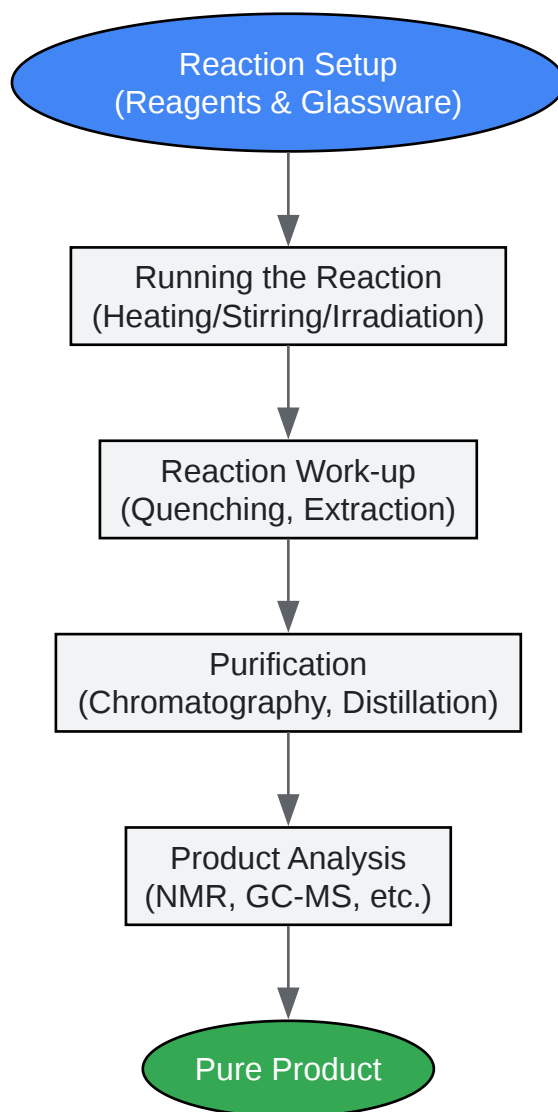 Reaction Setup
(Reagents & Glassware)
Running the Reaction
(Heating/Stirring/Irradiation)
Reaction Work-up
(Quenching, Extraction)
Purification
(Chromatography, Distillation)
Product Analysis
(NMR, GC-MS, etc.)
Pure Product